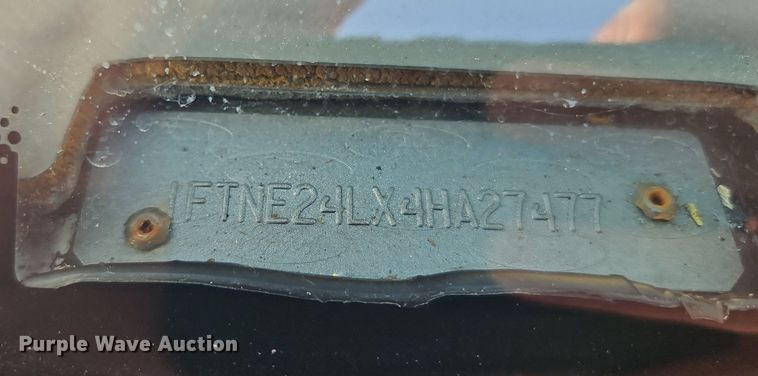 1FTNE24LX4HA27477
Purple Wave Auction